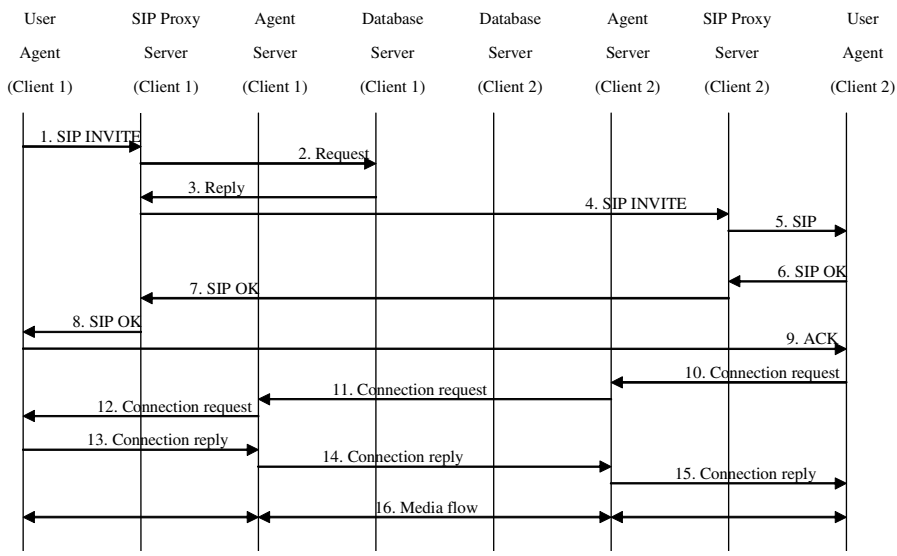 User SIP Proxy Agent Database Database Agent SIP Proxy User
Agent Server Server Server Server Server Server Agent
(Client 1) (Client 1) (Client 1) (Client 1) (Client 2) (Client 2) (Client 2) (Client 2)
1. SIP INVITE
2. Request
3. Reply
4. SIP INVITE
5. SIP
6. SIP OK
7. SIP OK
8. SIP OK
9. ACK
10. Connection request
11. Connection request
12. Connection request
13. Connection reply
14. Connection reply
15. Connection reply
16. Media flow